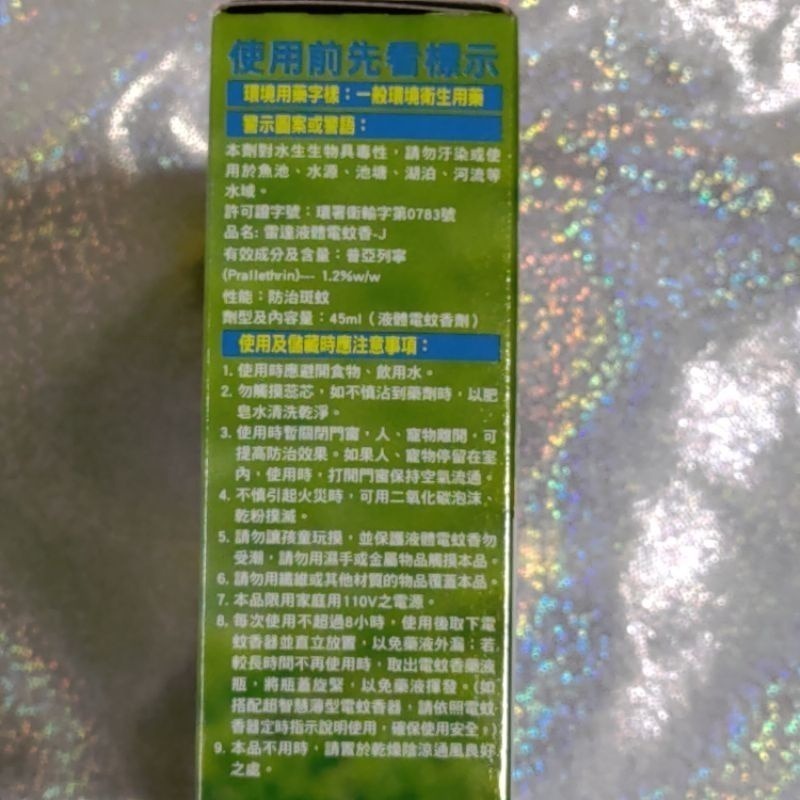 使用前先看標示
環境用藥字樣：一般環境衛生用藥
警示圖案或警語：
本劑對水生生物具毒性，請勿汙染或使
用於魚池、水源、池塘、湖泊、河流等
水域。
許可證字號：環署衛輸字第0783號
品名: 雷達液體電蚊香-J
有效成分及含量：普亞列寧
(Prallethrin)--- 1.2%w/w
性能：防治斑蚊
劑型及內容量：45ml（液體電蚊香劑）
使用及儲藏時應注意事項：
1. 使用時應避開食物、飲用水。
2. 勿觸摸蕊芯，如不慎沾到藥劑時，以肥
皂水清洗乾淨。
3. 使用時暫關閉門窗，人、寵物離開，可
提高防治效果。如果人、寵物停留在室
內，使用時，打開門窗保持空氣流通。
4. 不慎引起火災時，可用二氧化碳泡沫、
乾粉撲滅。
5. 請勿讓孩童玩摸，並保護液體電蚊香勿
受潮，請勿用濕手或金屬物品觸摸本品。
6. 請勿用纖維或其他材質的物品覆蓋本品。
7. 本品限用家庭用110V之電源。
8. 每次使用不超過8小時，使用後取下電
蚊香器並直立放置，以免藥液外漏；若
較長時間不再使用時，取出電蚊香藥液
瓶，將瓶蓋旋緊，以免藥液揮發。(如
搭配超智慧薄型電蚊香器，請依照電蚊
香器定時指示說明使用，確保使用安全。)
9. 本品不用時，請置於乾燥陰涼通風良好
之處。